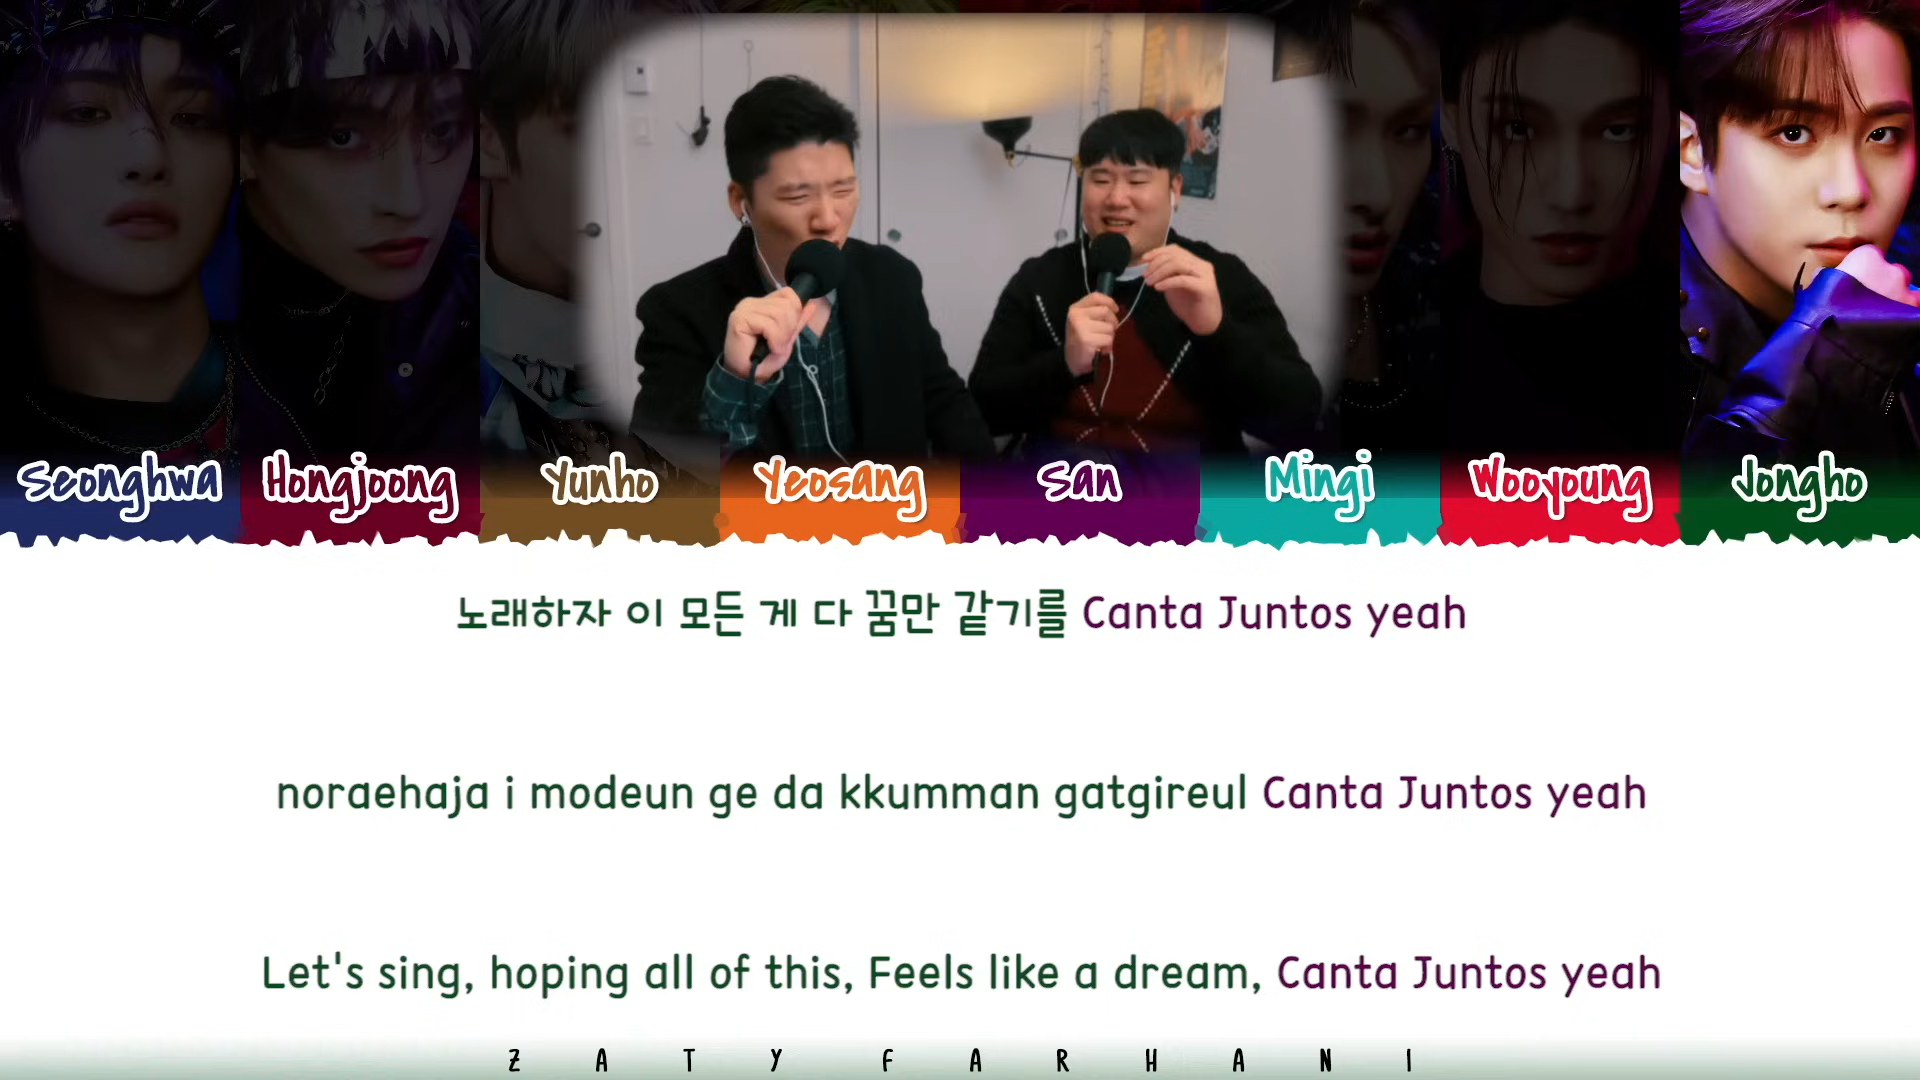 Seonghwa Hongjoong Yunho Yeosang San Mingi Wooyoung Jongho
노래하자 이 모든 게 다 꿈만 같기를 Canta Juntos yeah
noraehaja i modeun ge da kkumman gatgireul Canta Juntos yeah
Let's sing, hoping all of this, Feels like a dream, Canta Juntos yeah
ZATY FARHANI